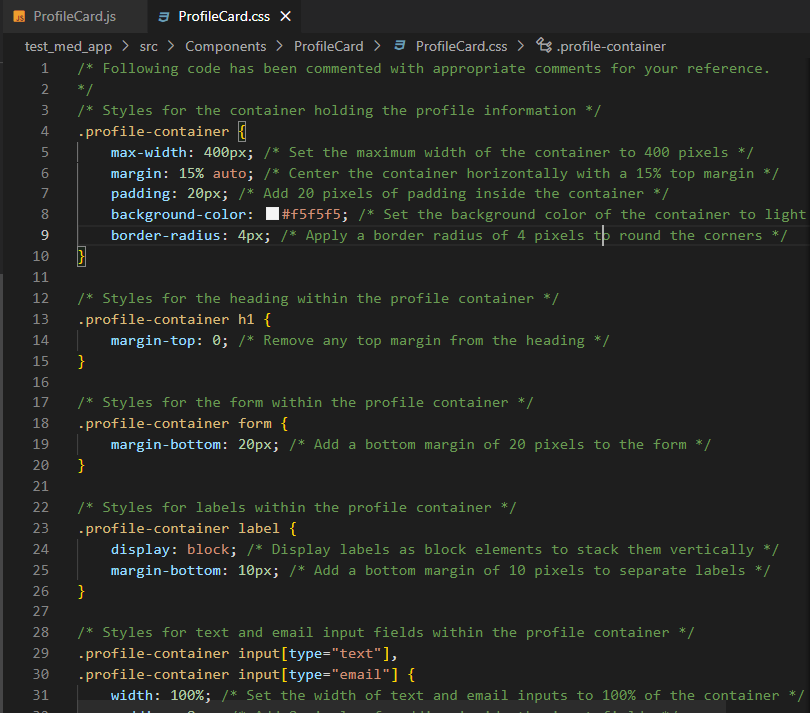 JS ProfileCard.js ProfileCard.css ×
test_med_app > src > Components > ProfileCard > ProfileCard.css > .profile-container
1 /* Following code has been commented with appropriate comments for your reference.
2 */
3 /* Styles for the container holding the profile information */
4 .profile-container {
5 max-width: 400px; /* Set the maximum width of the container to 400 pixels */
6 margin: 15% auto; /* Center the container horizontally with a 15% top margin */
7 padding: 20px; /* Add 20 pixels of padding inside the container */
8 background-color: #f5f5f5; /* Set the background color of the container to light
9 border-radius: 4px; /* Apply a border radius of 4 pixels to round the corners */
10 }
11
12 /* Styles for the heading within the profile container */
13 .profile-container h1 {
14 margin-top: 0; /* Remove any top margin from the heading */
15 }
16
17 /* Styles for the form within the profile container */
18 .profile-container form {
19 margin-bottom: 20px; /* Add a bottom margin of 20 pixels to the form */
20 }
21
22 /* Styles for labels within the profile container */
23 .profile-container label {
24 display: block; /* Display labels as block elements to stack them vertically */
25 margin-bottom: 10px; /* Add a bottom margin of 10 pixels to separate labels */
26 }
27
28 /* Styles for text and email input fields within the profile container */
29 .profile-container input[type="text"],
30 .profile-container input[type="email"] {
31 width: 100%; /* Set the width of text and email inputs to 100% of the container */